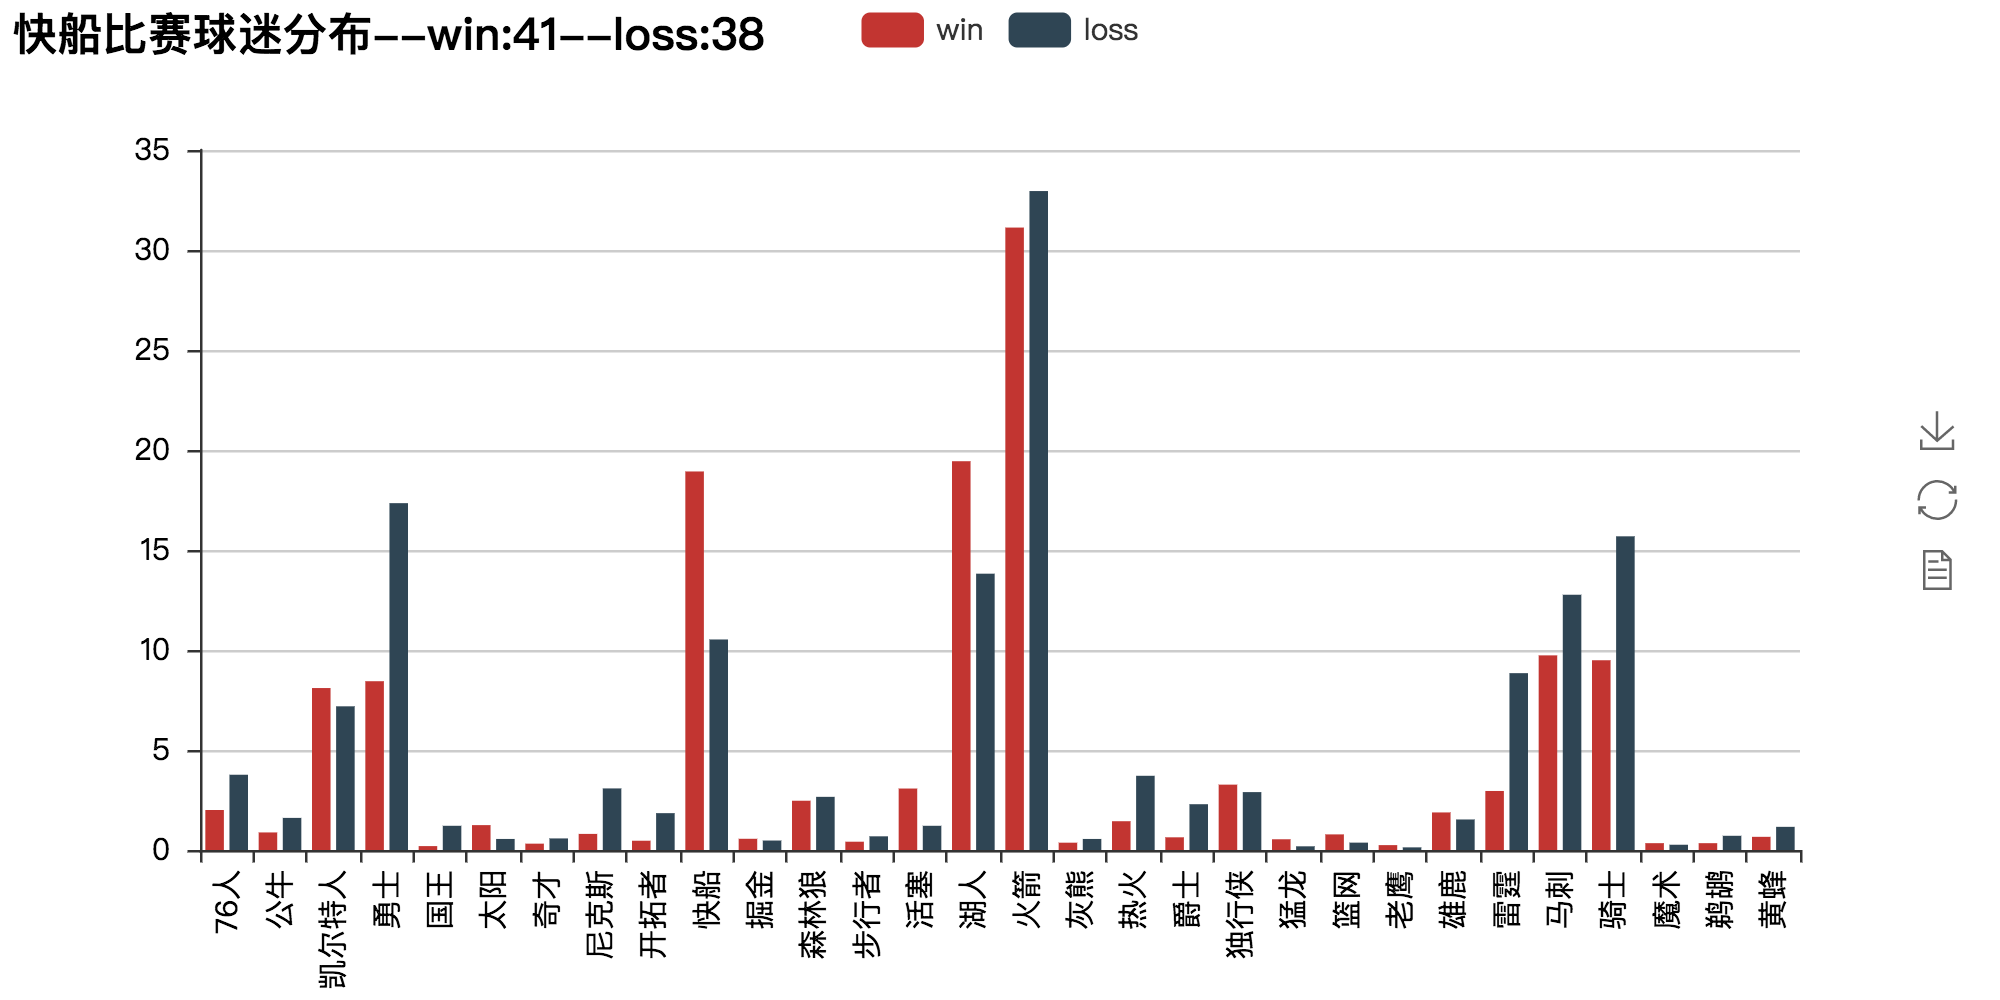 快船比赛球迷分布--win:41--loss:38
win
loss
35
30
25
20
15
10
5
0
76人
公牛
凯尔特人
勇士
国王
太阳
奇才
尼克斯
开拓者
快船
掘金
森林狼
步行者
活塞
湖人
火箭
灰熊
热火
爵士
独行侠
猛龙
篮网
老鹰
雄鹿
雷霆
马刺
骑士
魔术
鹈鹕
黄蜂